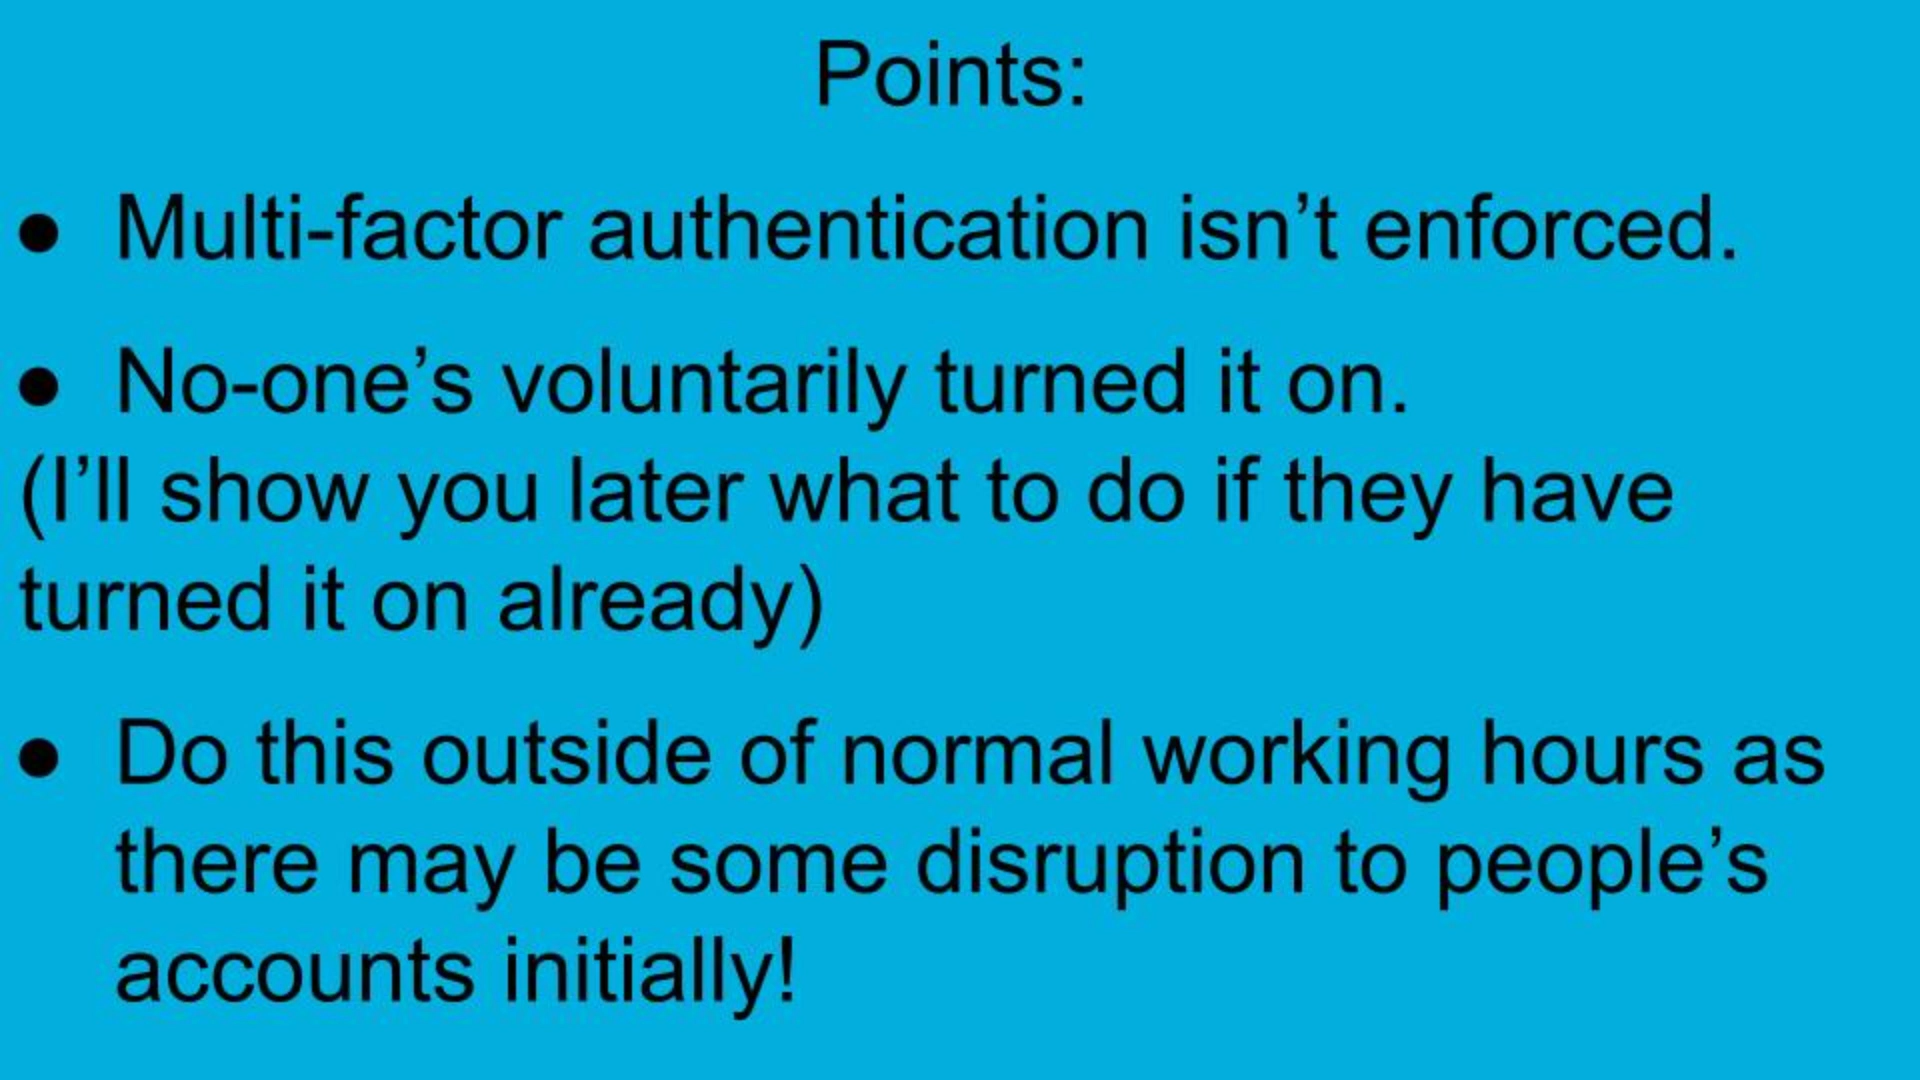 Points:
● Multi-factor authentication isn’t enforced.
● No-one’s voluntarily turned it on.
(I’ll show you later what to do if they have
turned it on already)
● Do this outside of normal working hours as
there may be some disruption to people’s
accounts initially!